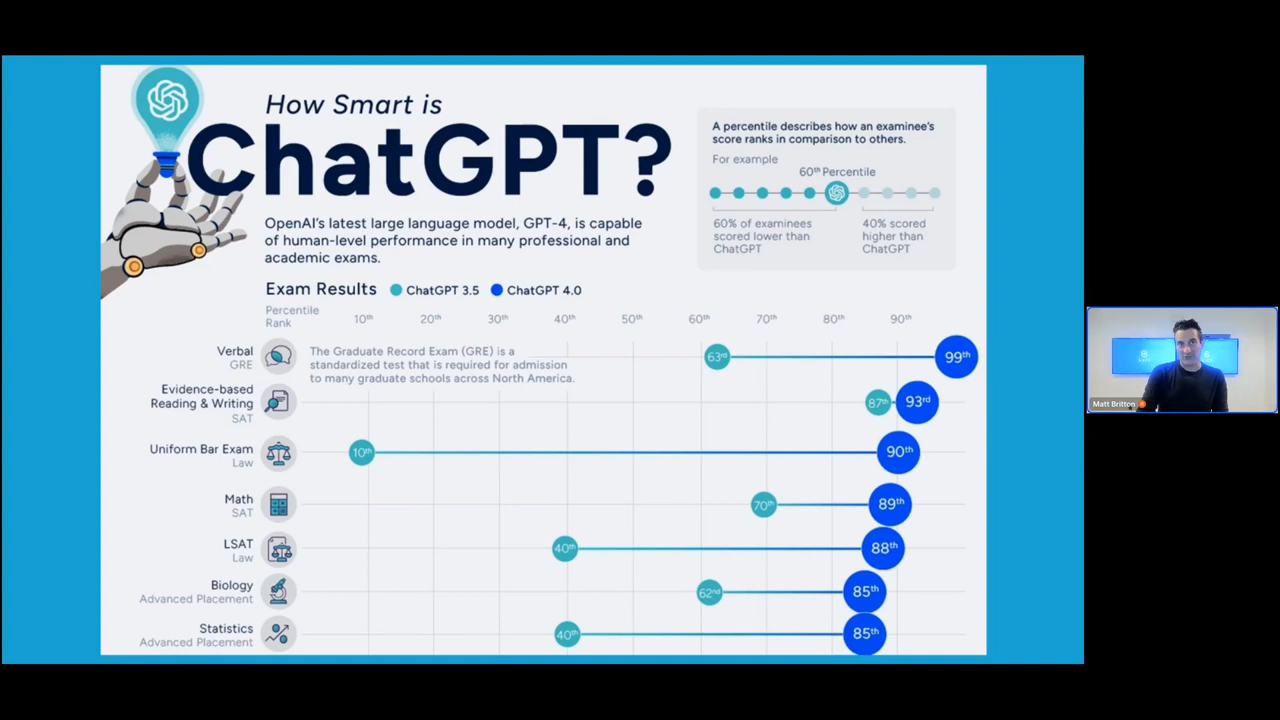 How Smart is
ChatGPT?
OpenAI's latest large language model, GPT-4, is capable
of human-level performance in many professional and
academic exams.
A percentile describes how an examinee's
score ranks in comparison to others.
For example
60th Percentile
60% of examinees
scored lower than
ChatGPT
40% scored
higher than
ChatGPT
Exam Results ChatGPT 3.5 ChatGPT 4.0
Percentile
Rank
10th 20th 30th 40th 50th 60th 70th 80th 90th
Verbal
GRE
The Graduate Record Exam (GRE) is a
standardized test that is required for admission
to many graduate schools across North America.
63rd 99th
Evidence-based
Reading & Writing
SAT
87th 93rd
Uniform Bar Exam
Law
10th 90th
Math
SAT
70th 89th
LSAT
Law
40th 88th
Biology
Advanced Placement
62nd 85th
Statistics
Advanced Placement
40th 85th
Matt Britton